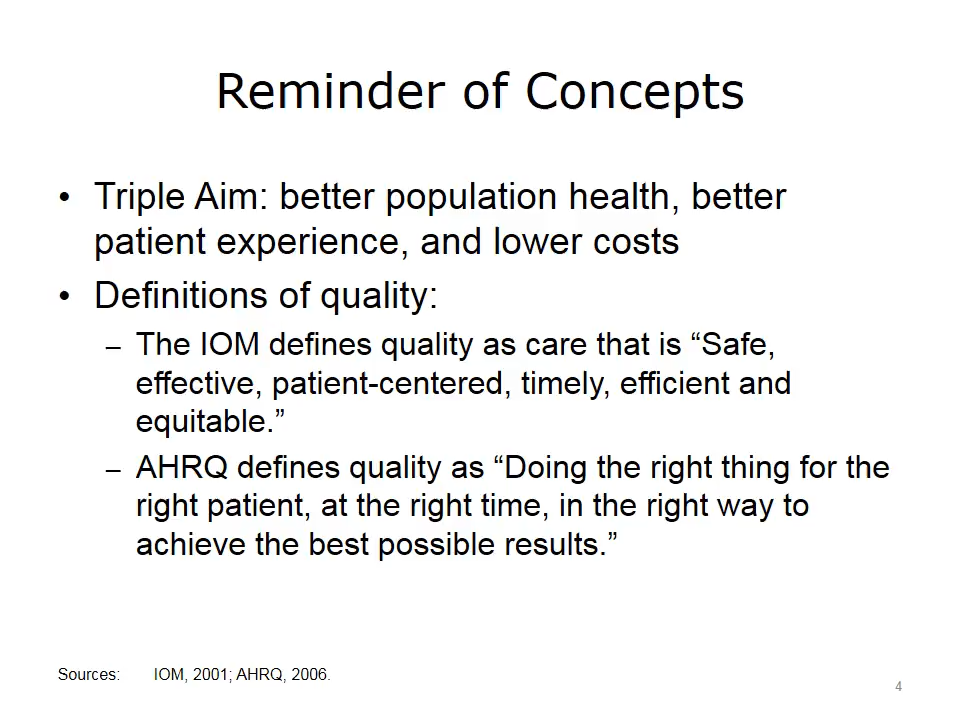 Reminder of Concepts
• Triple Aim: better population health, better
patient experience, and lower costs
• Definitions of quality:
– The IOM defines quality as care that is “Safe,
effective, patient-centered, timely, efficient and
equitable.”
– AHRQ defines quality as “Doing the right thing for the
right patient, at the right time, in the right way to
achieve the best possible results.”
Sources: IOM, 2001; AHRQ, 2006.
4